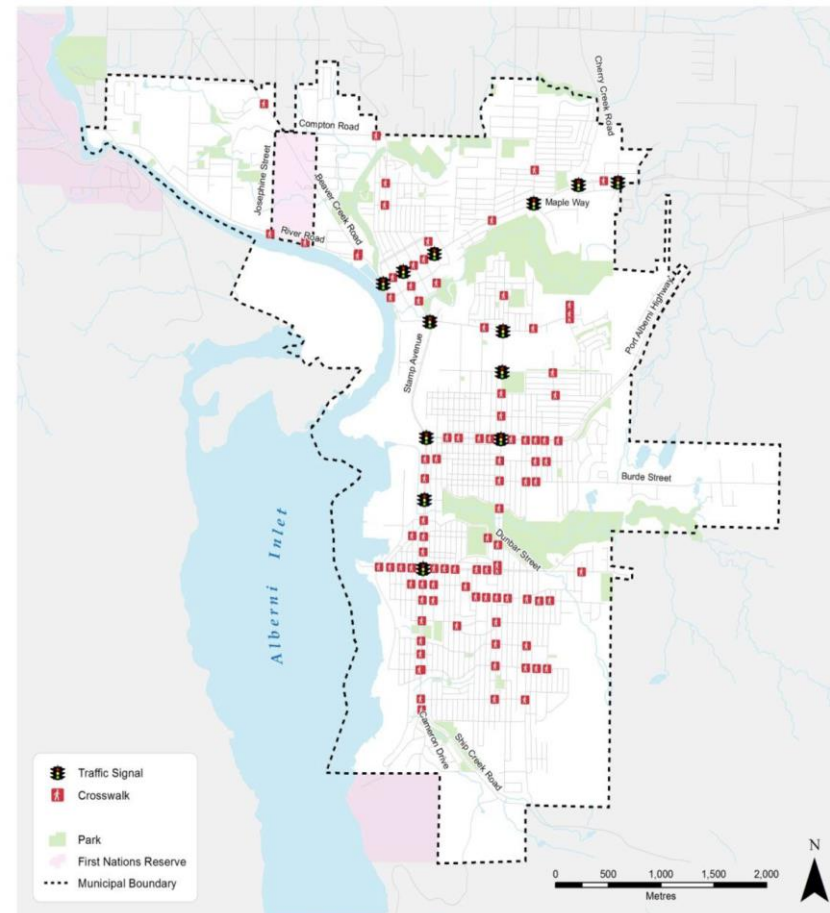 Cherry Creek Road
Compton Road
Josephine Street
Beaver Creek Road
Maple Way
River Road
Port Alberni Highway
Stamp Avenue
Burde Street
Alberni Inlet
Dunbar Street
Cameron Drive
Ship Creek Road
Traffic Signal
Crosswalk
Park
First Nations Reserve
Municipal Boundary
N
0 500 1,000 1,500 2,000
Metres